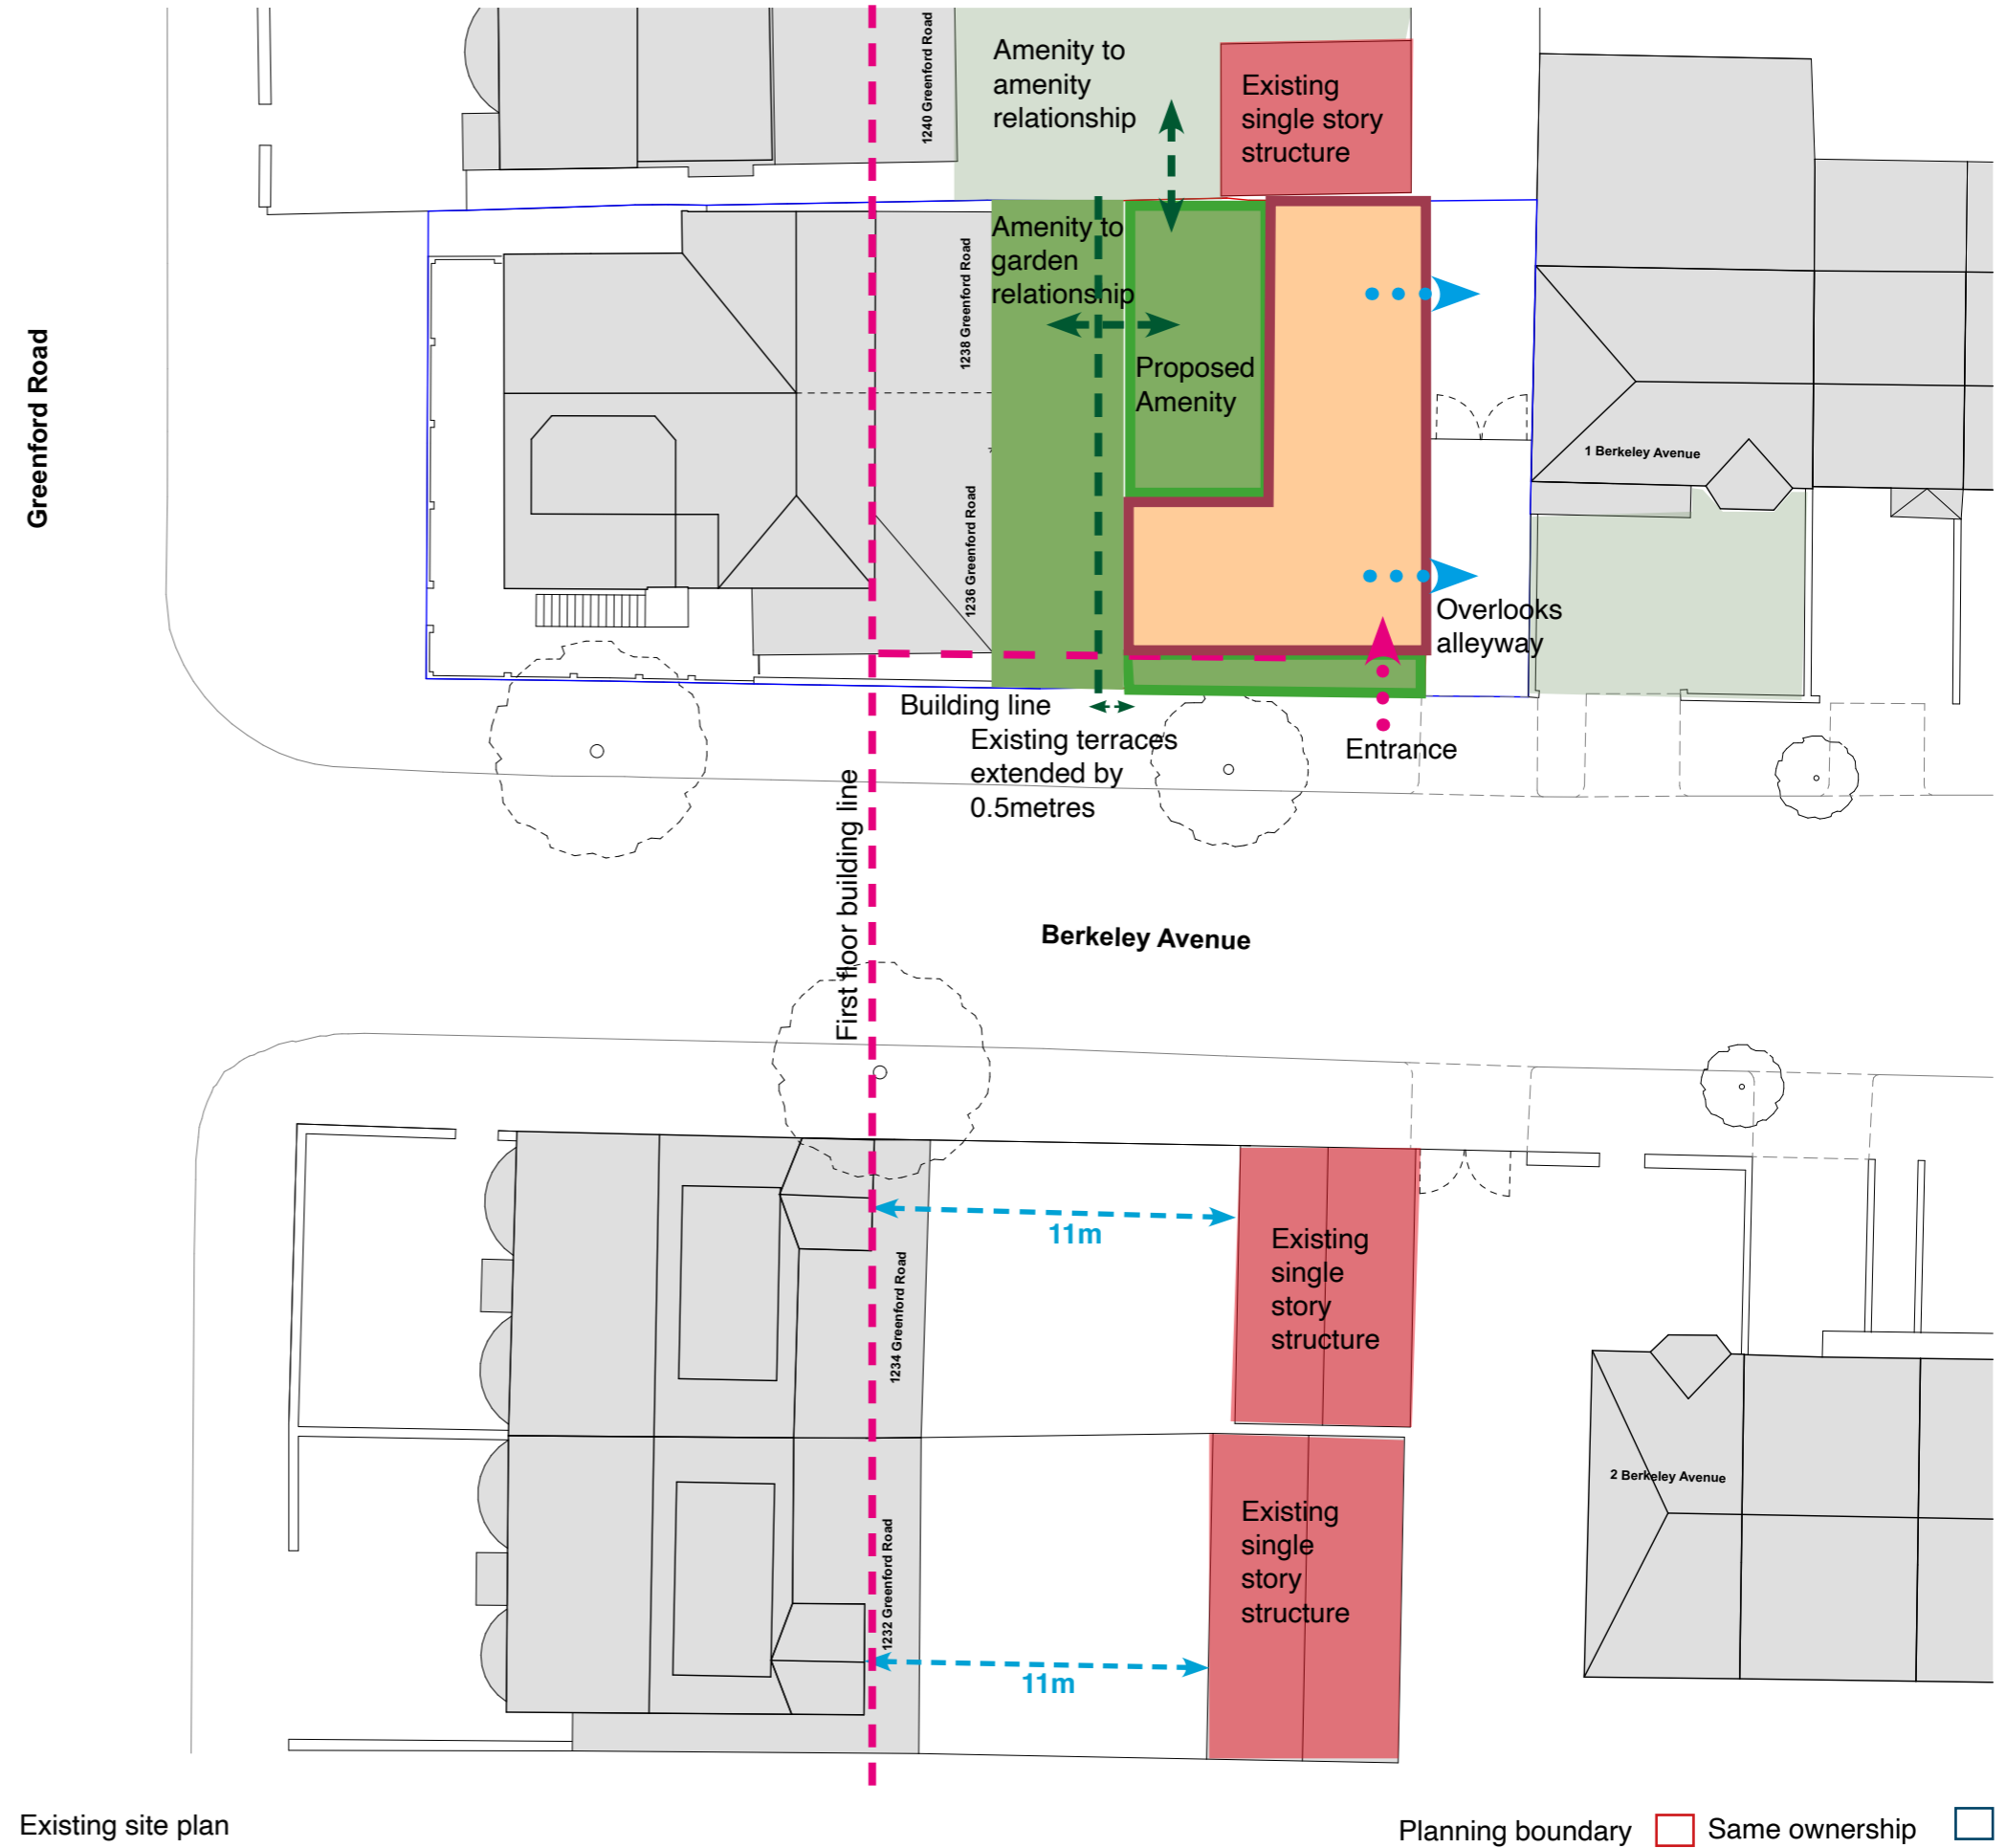 1240 Greenford Road
Amenity to
amenity
relationship
Existing
single story
structure
Greenford Road
1238 Greenford Road
Amenity to
garden
relationship
Proposed
Amenity
1236 Greenford Road
1 Berkeley Avenue
Overlooks
alleyway
Building line
Existing terraces
extended by
0.5metres
Entrance
First floor building line
Berkeley Avenue
11m
1234 Greenford Road
Existing
single
story
structure
1232 Greenford Road
11m
Existing
single
story
structure
2 Berkeley Avenue
Existing site plan
Planning boundary
Same ownership